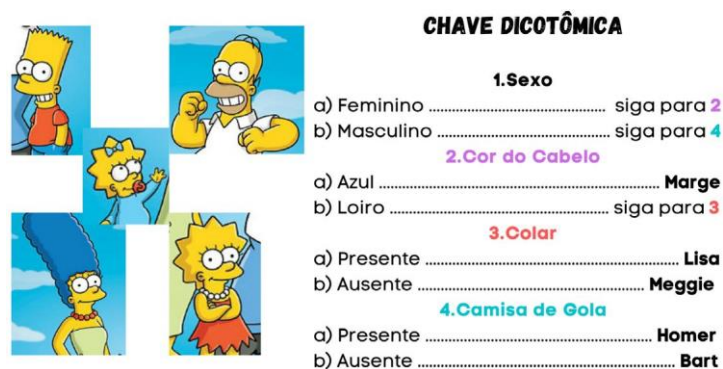 CHAVE DICOTÔMICA
1.Sexo
a) Feminino ........................................ siga para 2
b) Masculino ...................................... siga para 4
2.Cor do Cabelo
a) Azul .............................................................. Marge
b) Loiro ................................................ siga para 3
3.Colar
a) Presente ........................................................ Lisa
b) Ausente .................................................. Meggie
4.Camisa de Gola
a) Presente .................................................... Homer
b) Ausente ......................................................... Bart